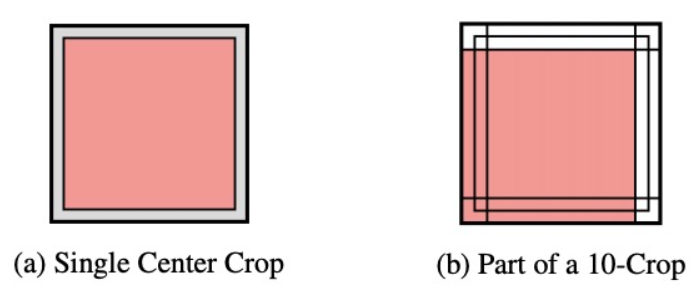 (a) Single Center Crop
(b) Part of a 10-Crop